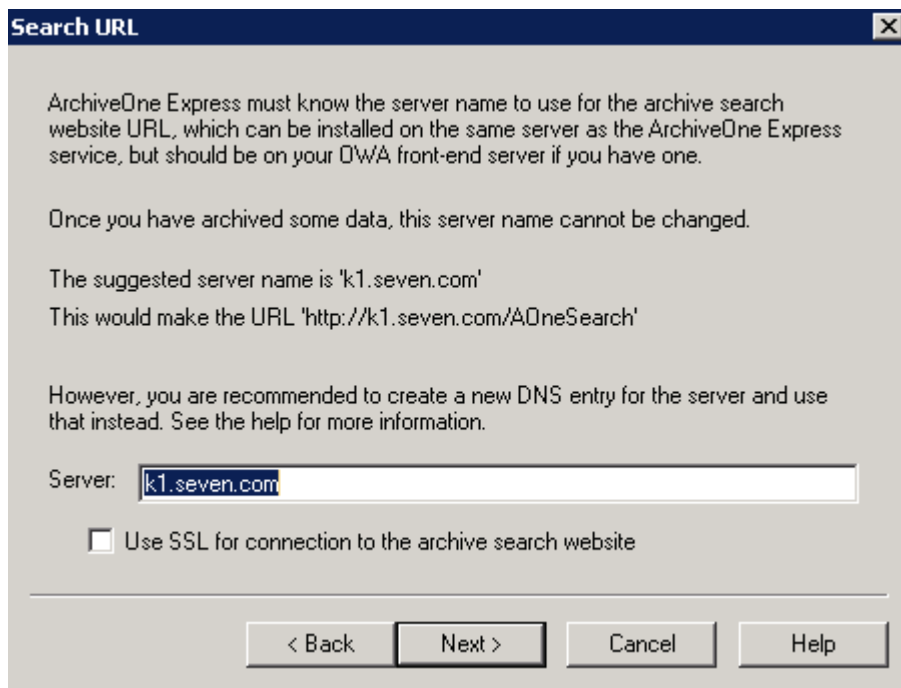 Search URL
ArchiveOne Express must know the server name to use for the archive search
website URL, which can be installed on the same server as the ArchiveOne Express
service, but should be on your OWA front-end server if you have one.
Once you have archived some data, this server name cannot be changed.
The suggested server name is 'k1.seven.com'
This would make the URL 'http://k1.seven.com/AOneSearch'
However, you are recommended to create a new DNS entry for the server and use
that instead. See the help for more information.
Server: k1.seven.com
Use SSL for connection to the archive search website
< Back Next > Cancel Help